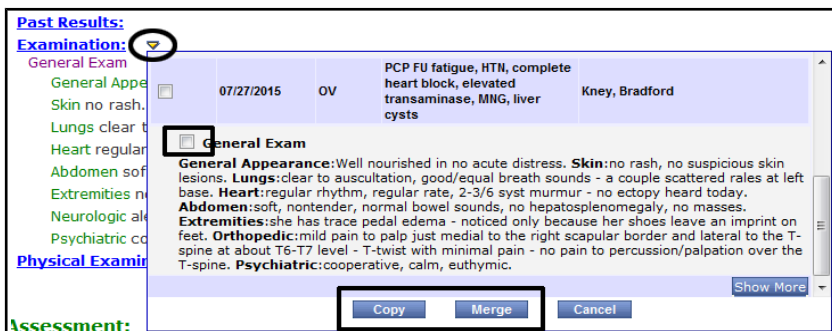 Past Results:
Examination:
General Exam
General Appe
Skin no rash.
Lungs clear t
Heart regular
Abdomen sof
Extremities n
Neurologic ale
Psychiatric co
Physical Examin
Assessment:
07/27/2015 OV PCP FU fatigue, HTN, complete Kney, Bradford
heart block, elevated
transaminase, MNG, liver
cysts
General Exam
General Appearance:Well nourished in no acute distress. Skin:no rash, no suspicious skin
lesions. Lungs:clear to auscultation, good/equal breath sounds - a couple scattered rales at left
base. Heart:regular rhythm, regular rate, 2-3/6 syst murmur - no ectopy heard today.
Abdomen:soft, nontender, normal bowel sounds, no hepatosplenomegaly, no masses.
Extremities:she has trace pedal edema - noticed only because her shoes leave an imprint on
feet. Orthopedic:mild pain to palp just medial to the right scapular border and lateral to the T-
spine at about T6-T7 level - T-twist with minimal pain - no pain to percussion/palpation over the
T-spine. Psychiatric:cooperative, calm, euthymic.
Show More
Copy Merge Cancel